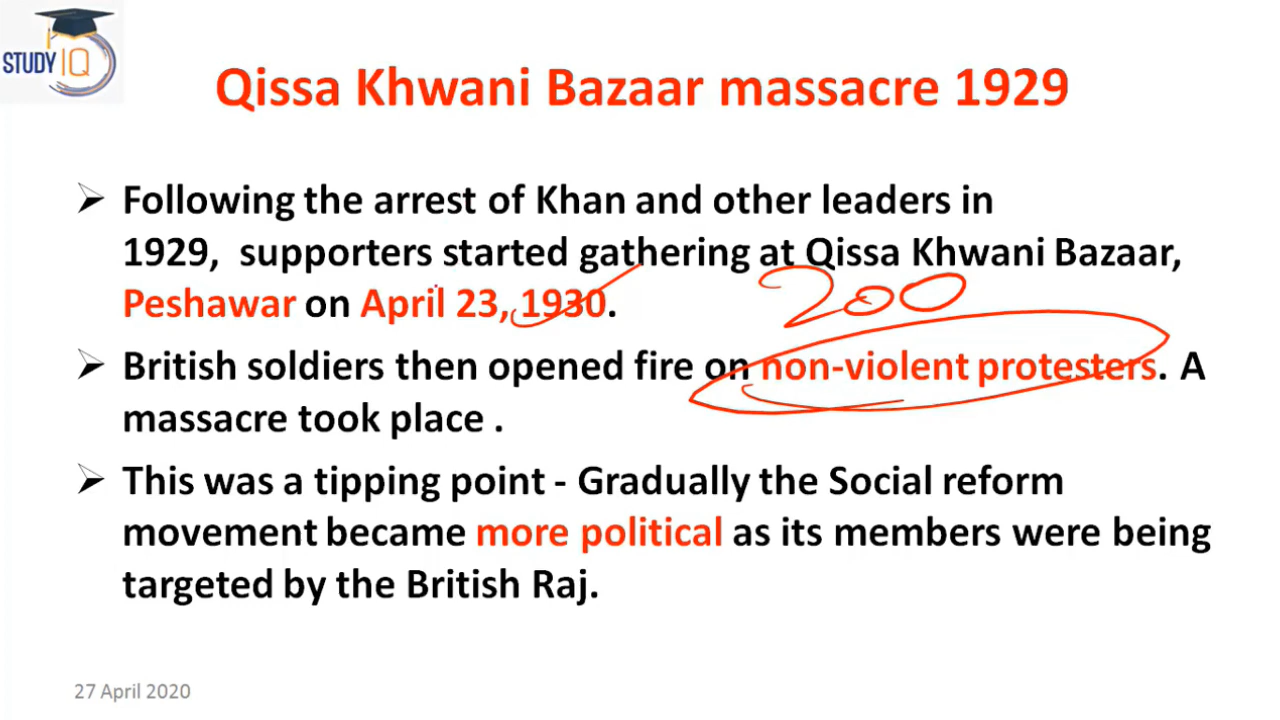 STUDY IQ
Qissa Khwani Bazaar massacre 1929
Following the arrest of Khan and other leaders in
1929, supporters started gathering at Qissa Khwani Bazaar,
Peshawar on April 23, 1930.
200
British soldiers then opened fire on non-violent protesters. A
massacre took place .
This was a tipping point - Gradually the Social reform
movement became more political as its members were being
targeted by the British Raj.
27 April 2020